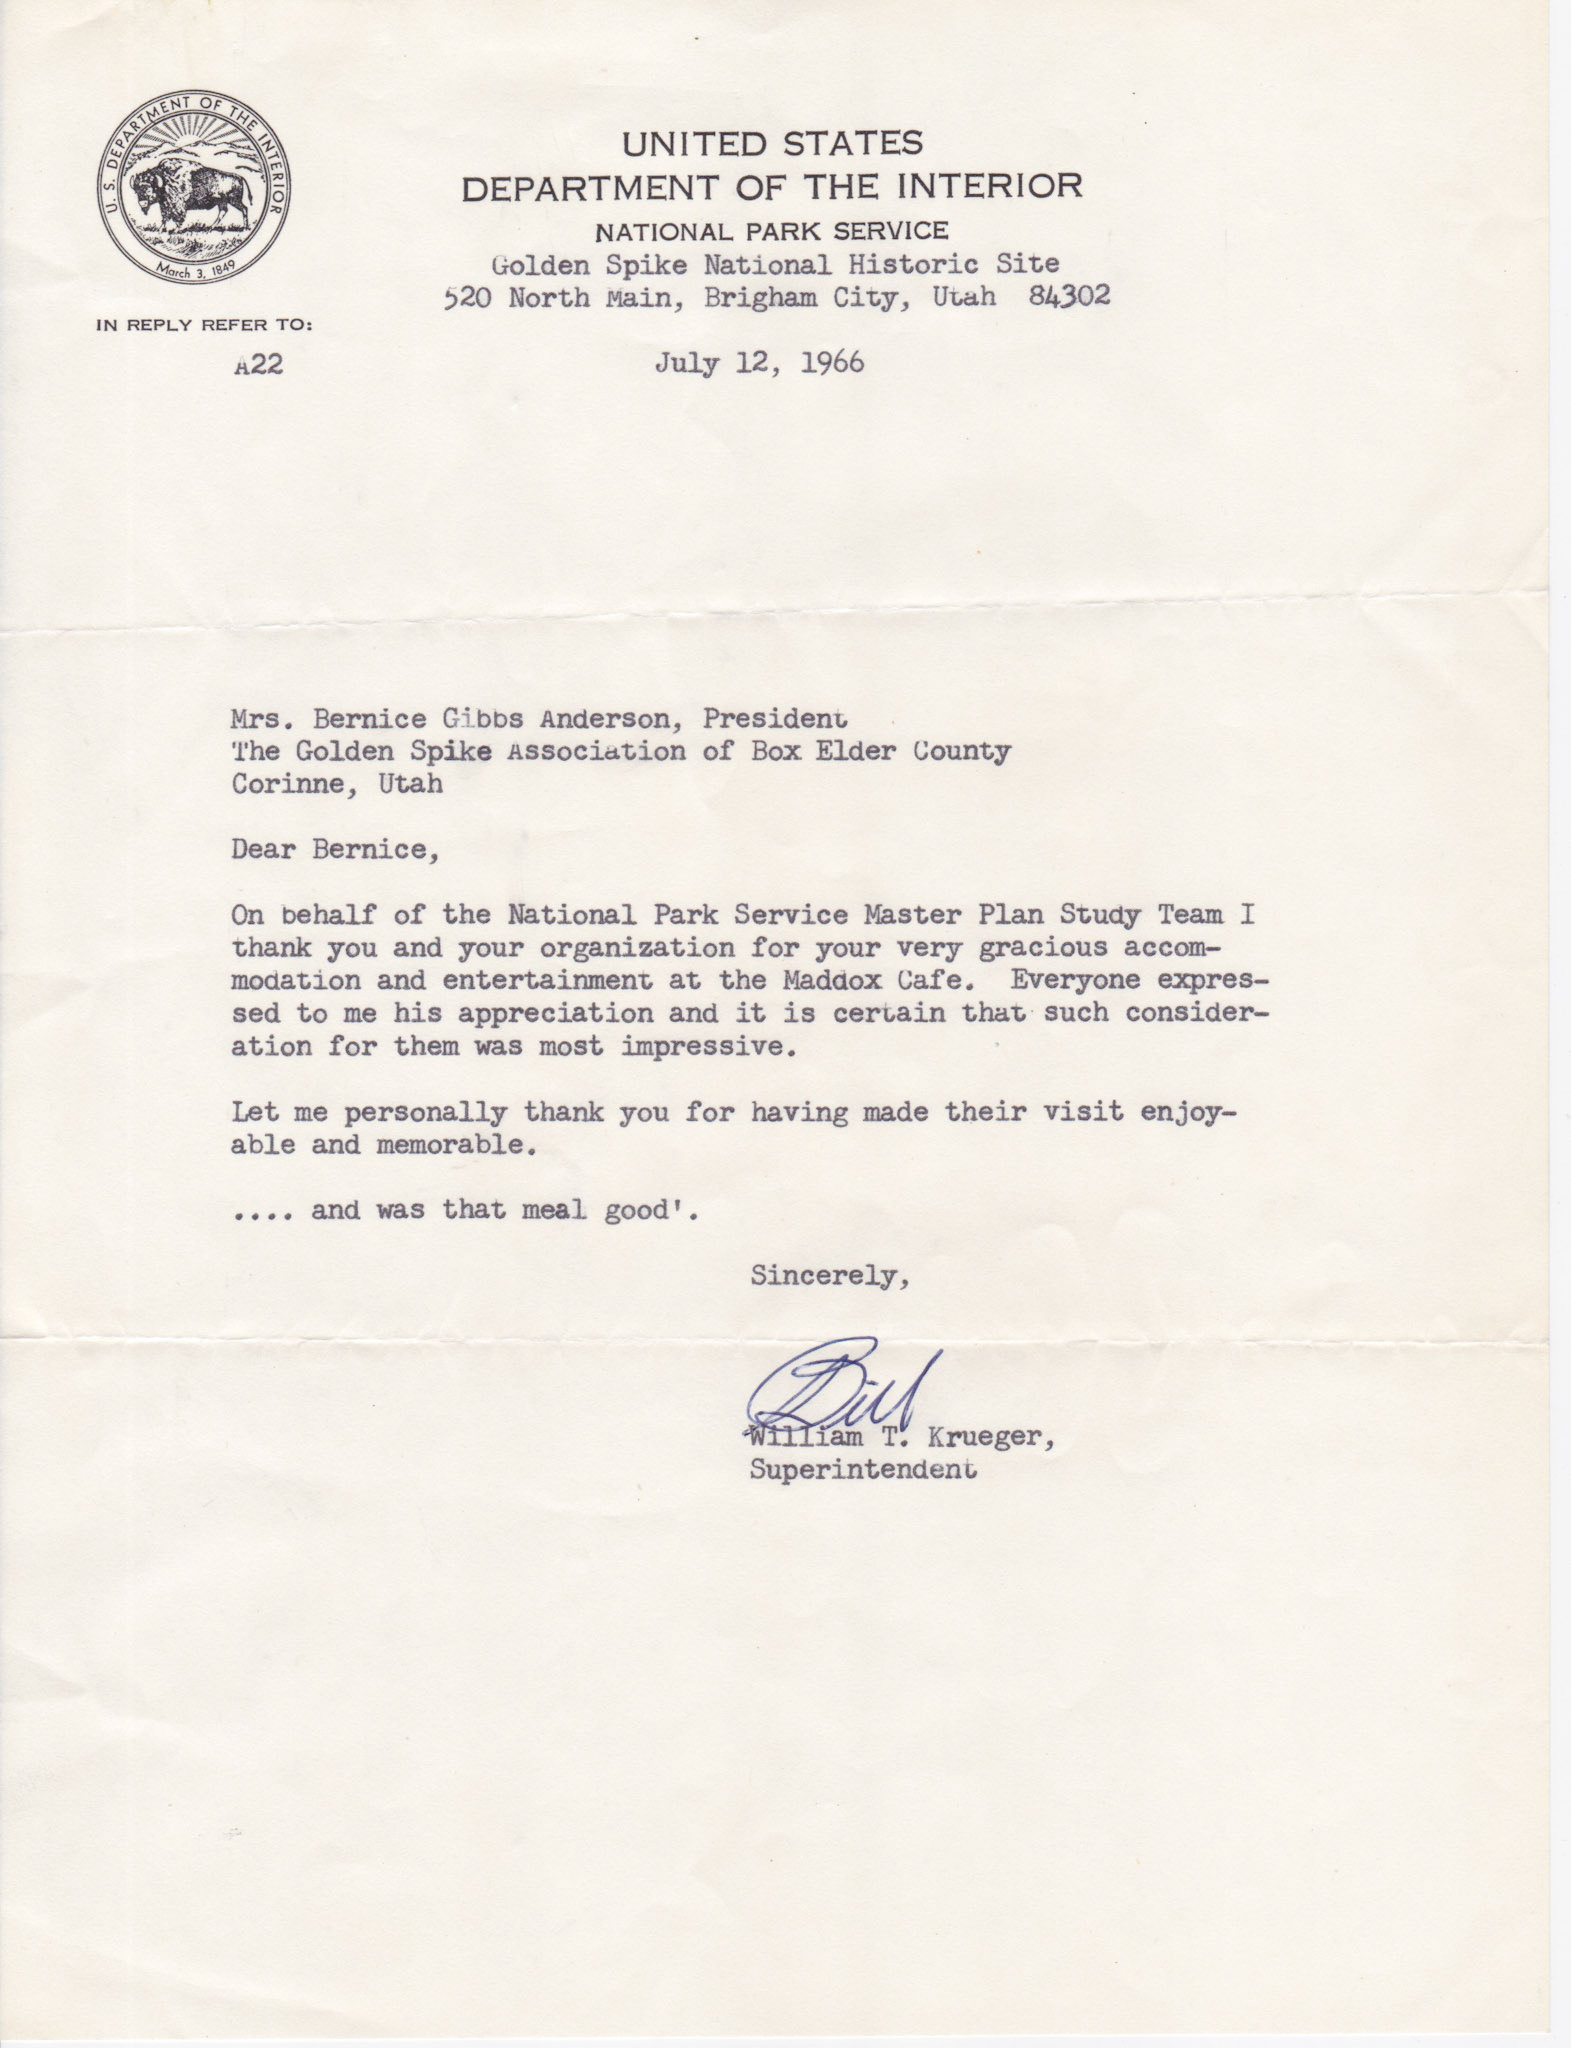 U. S. DEPARTMENT OF THE INTERIOR
March 3, 1849
UNITED STATES
DEPARTMENT OF THE INTERIOR
NATIONAL PARK SERVICE
Golden Spike National Historic Site
520 North Main, Brigham City, Utah 84302
IN REPLY REFER TO:
A22
July 12, 1966
Mrs. Bernice Gibbs Anderson, President
The Golden Spike Association of Box Elder County
Corinne, Utah
Dear Bernice,
On behalf of the National Park Service Master Plan Study Team I
thank you and your organization for your very gracious accom-
modation and entertainment at the Maddox Cafe. Everyone expres-
sed to me his appreciation and it is certain that such consider-
ation for them was most impressive.
Let me personally thank you for having made their visit enjoy-
able and memorable.
.... and was that meal good'.
Sincerely,
Bill
William T. Krueger,
Superintendent